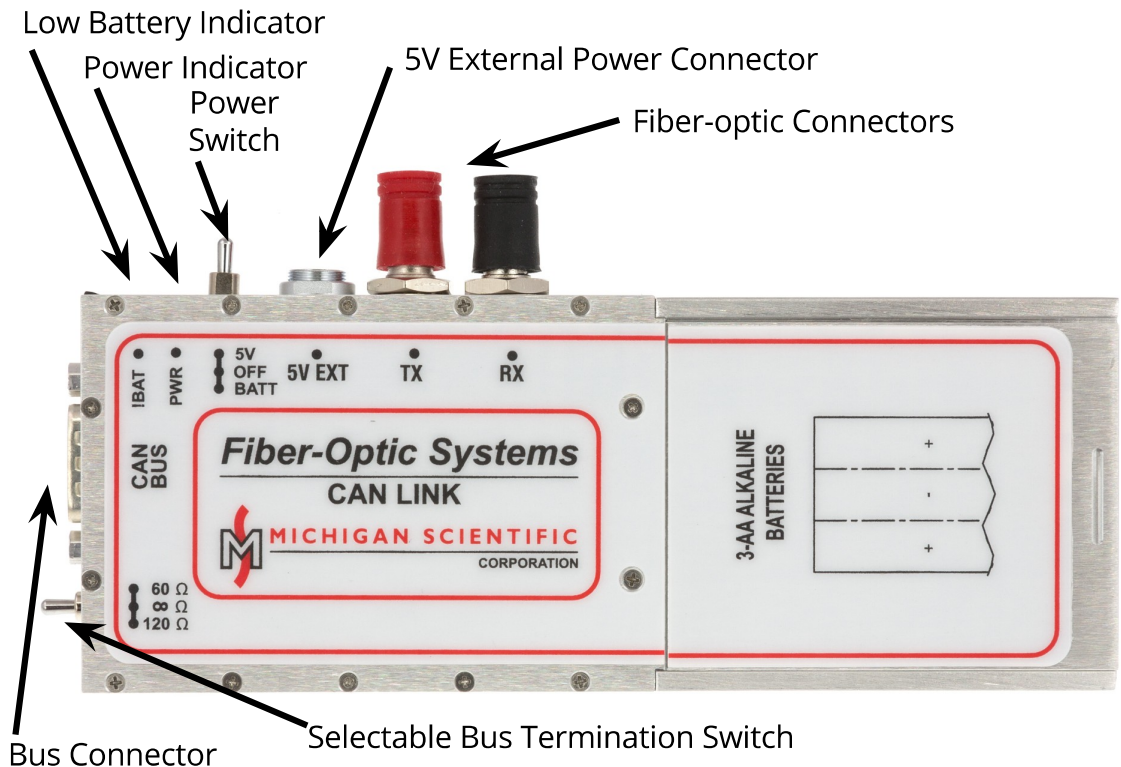 Low Battery Indicator
Power Indicator
Power
Switch
5V External Power Connector
Fiber-optic Connectors
!BAT
PWR
5V
OFF
BATT
5V EXT
TX
RX
CAN
BUS
Fiber-Optic Systems
CAN LINK
M MICHIGAN SCIENTIFIC
CORPORATION
3-AA ALKALINE
BATTERIES
+
-
+
60 Ω
∞ Ω
120 Ω
Selectable Bus Termination Switch
Bus Connector